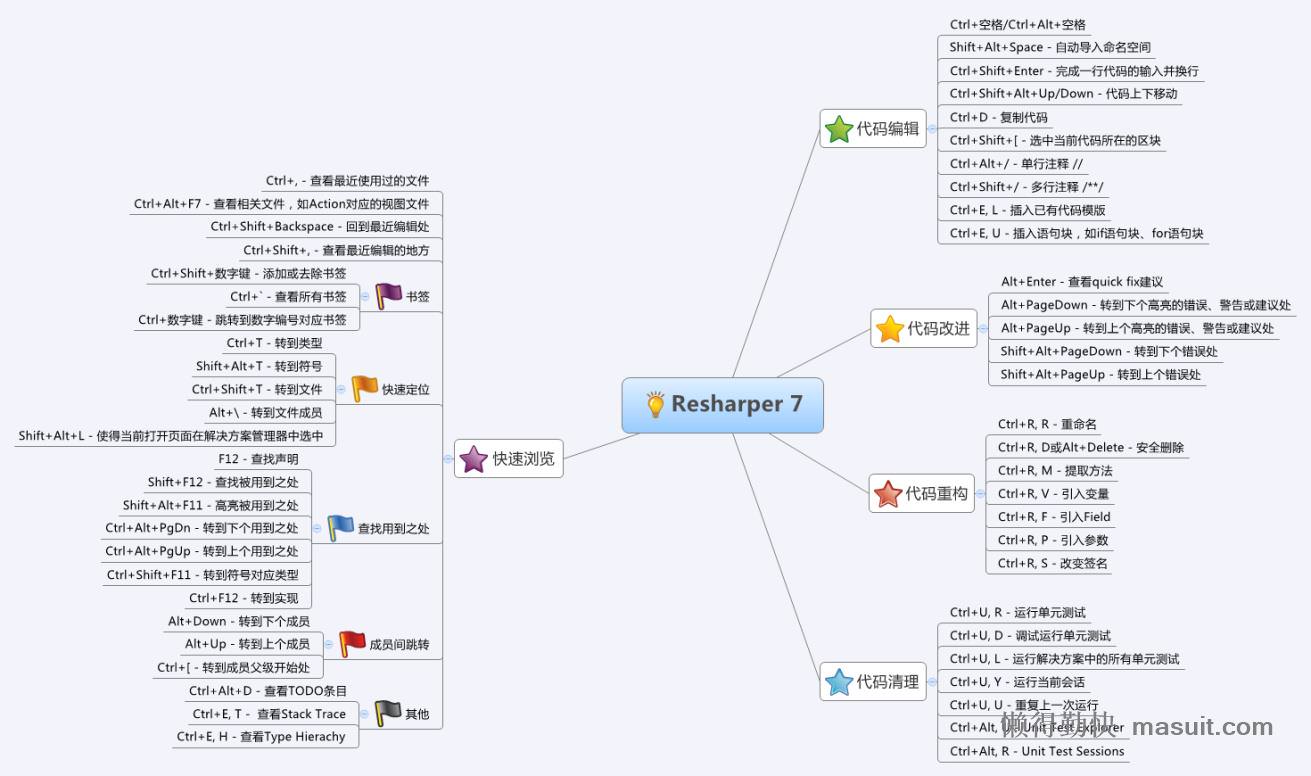 Resharper 7
代码编辑
Ctrl+空格/Ctrl+Alt+空格
Shift+Alt+Space - 自动导入命名空间
Ctrl+Shift+Enter - 完成一行代码的输入并换行
Ctrl+Shift+Alt+Up/Down - 代码上下移动
Ctrl+D - 复制代码
Ctrl+Shift+[ - 选中当前代码所在的区块
Ctrl+Alt+/ - 单行注释 //
Ctrl+Shift+/ - 多行注释 /**/
Ctrl+E, L - 插入已有代码模版
Ctrl+E, U - 插入语句块，如if语句块、for语句块
代码改进
Alt+Enter - 查看quick fix建议
Alt+PageDown - 转到下个高亮的错误、警告或建议处
Alt+PageUp - 转到上个高亮的错误、警告或建议处
Shift+Alt+PageDown - 转到下个错误处
Shift+Alt+PageUp - 转到上个错误处
代码重构
Ctrl+R, R - 重命名
Ctrl+R, D或Alt+Delete - 安全删除
Ctrl+R, M - 提取方法
Ctrl+R, V - 引入变量
Ctrl+R, F - 引入Field
Ctrl+R, P - 引入参数
Ctrl+R, S - 改变签名
代码清理
Ctrl+U, R - 运行单元测试
Ctrl+U, D - 调试运行单元测试
Ctrl+U, L - 运行解决方案中的所有单元测试
Ctrl+U, Y - 运行当前会话
Ctrl+U, U - 重复上一次运行
Ctrl+Alt, Unit Test Explorer
Ctrl+Alt, R - Unit Test Sessions
快速浏览
Ctrl+, - 查看最近使用过的文件
Ctrl+Alt+F7 - 查看相关文件，如Action对应的视图文件
Ctrl+Shift+Backspace - 回到最近编辑处
Ctrl+Shift+, - 查看最近编辑的地方
书签
Ctrl+Shift+数字键 - 添加或去除书签
Ctrl+` - 查看所有书签
Ctrl+数字键 - 跳转到数字编号对应书签
快速定位
Ctrl+T - 转到类型
Shift+Alt+T - 转到符号
Ctrl+Shift+T - 转到文件
Alt+\ - 转到文件成员
Shift+Alt+L - 使得当前打开页面在解决方案管理器中选中
查找用到之处
F12 - 查找声明
Shift+F12 - 查找被用到之处
Shift+Alt+F11 - 高亮被用到之处
Ctrl+Alt+PgDn - 转到下个用到之处
Ctrl+Alt+PgUp - 转到上个用到之处
Ctrl+Shift+F11 - 转到符号对应类型
Ctrl+F12 - 转到实现
成员间跳转
Alt+Down - 转到下个成员
Alt+Up - 转到上个成员
Ctrl+[ - 转到成员父级开始处
其他
Ctrl+Alt+D - 查看TODO条目
Ctrl+E, T - 查看Stack Trace
Ctrl+E, H - 查看Type Hierachy
懒得勤快 masuit.com